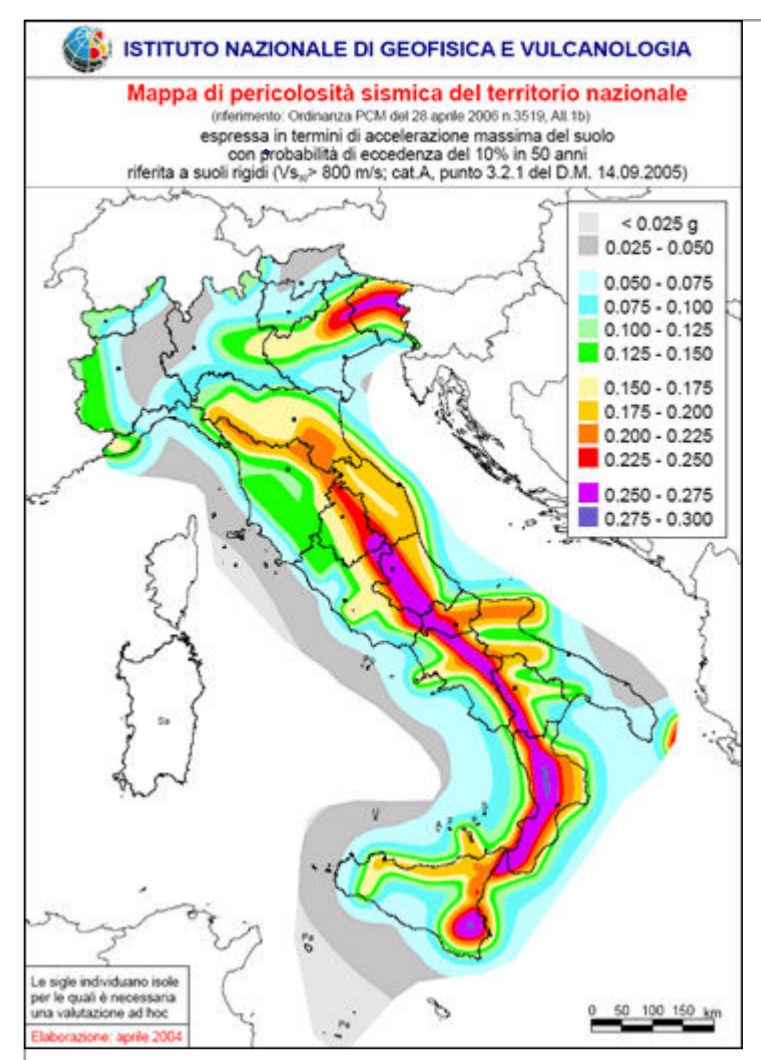 ISTITUTO NAZIONALE DI GEOFISICA E VULCANOLOGIA
Mappa di pericolosità sismica del territorio nazionale
(riferimento: Ordinanza PCM del 28 aprile 2006 n.3519, All.1b)
espressa in termini di accelerazione massima del suolo
con probabilità di eccedenza del 10% in 50 anni
riferita a suoli rigidi (Vs₃₀> 800 m/s; cat.A, punto 3.2.1 del D.M. 14.09.2005)
< 0.025 g
0.025 - 0.050
0.050 - 0.075
0.075 - 0.100
0.100 - 0.125
0.125 - 0.150
0.150 - 0.175
0.175 - 0.200
0.200 - 0.225
0.225 - 0.250
0.250 - 0.275
0.275 - 0.300
Sa
Pa
Pe
Le sigle individuano isole
per le quali è necessaria
una valutazione ad hoc
Elaborazione: aprile 2004
0 50 100 150 km